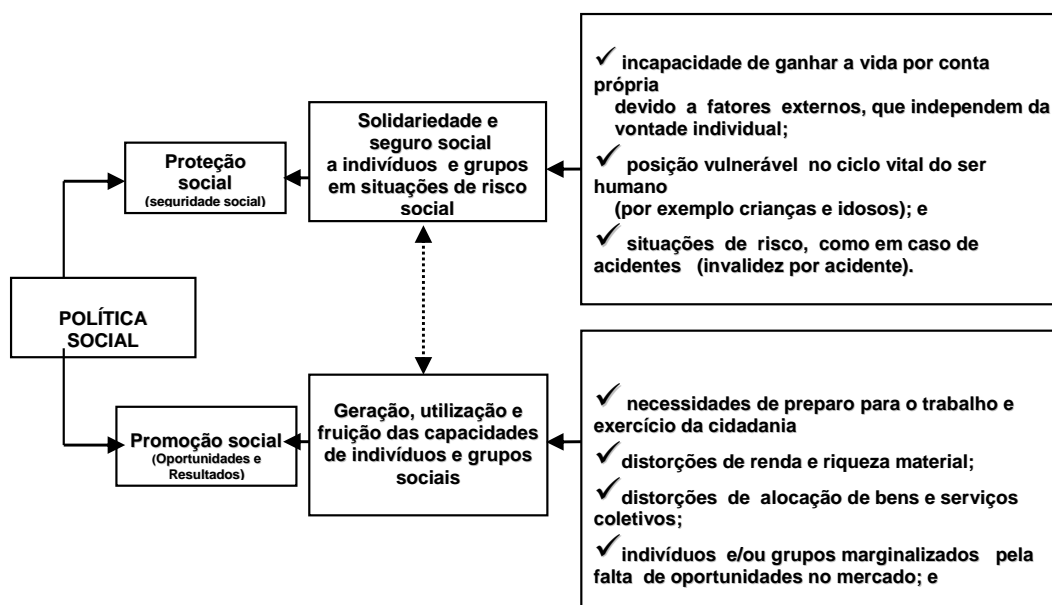 POLÍTICA
SOCIAL
Proteção
social
(seguridade social)
Solidariedade e
seguro social
a indivíduos e grupos
em situações de risco
social
✓ incapacidade de ganhar a vida por conta
própria
devido a fatores externos, que independem da
vontade individual;
✓ posição vulnerável no ciclo vital do ser
humano
(por exemplo crianças e idosos); e
✓ situações de risco, como em caso de
acidentes (invalidez por acidente).
Promoção social
(Oportunidades e
Resultados)
Geração, utilização e
fruição das capacidades
de indivíduos e grupos
sociais
✓ necessidades de preparo para o trabalho e
exercício da cidadania
✓ distorções de renda e riqueza material;
✓ distorções de alocação de bens e serviços
coletivos;
✓ indivíduos e/ou grupos marginalizados pela
falta de oportunidades no mercado; e